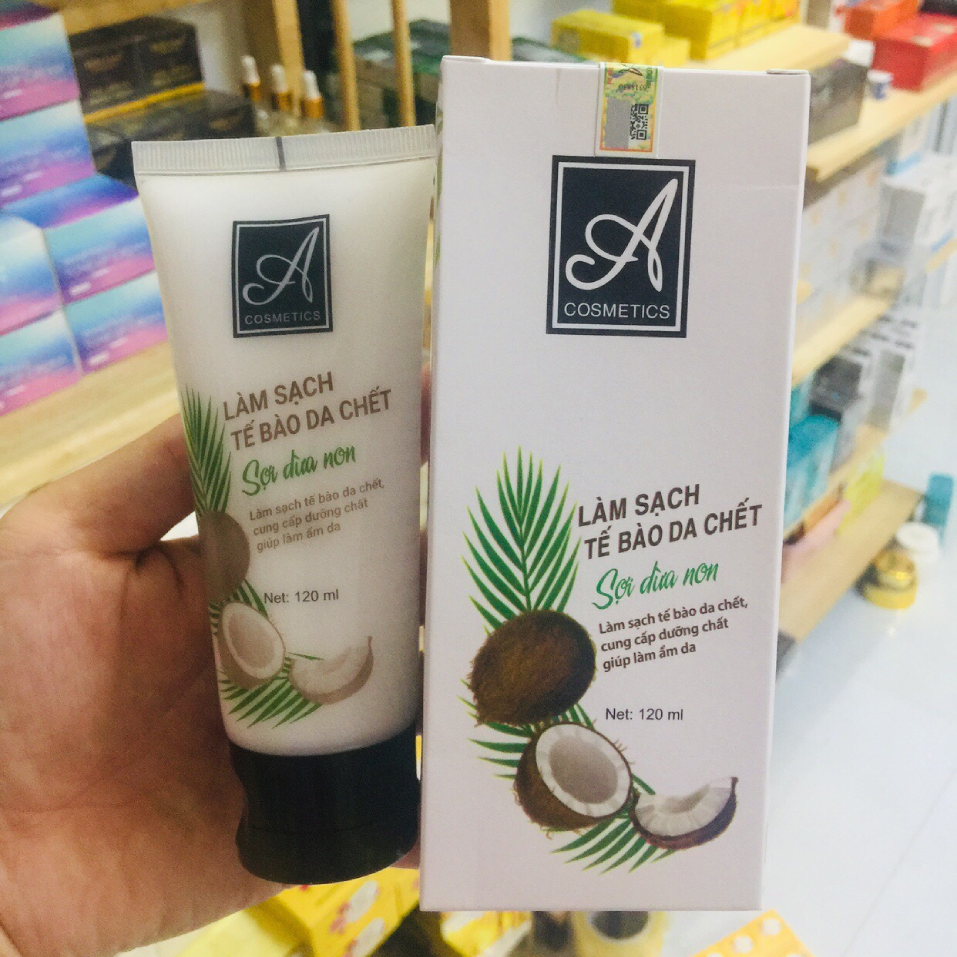 A
COSMETICS
LÀM SẠCH
TẾ BÀO DA CHẾT
Sợi dừa non
Làm sạch tế bào da chết,
cung cấp dưỡng chất
giúp làm ẩm da
Net: 120 ml
A
COSMETICS
LÀM SẠCH
TẾ BÀO DA CHẾT
Sợi dừa non
Làm sạch tế bào da chết,
cung cấp dưỡng chất
giúp làm ẩm da
Net: 120 ml